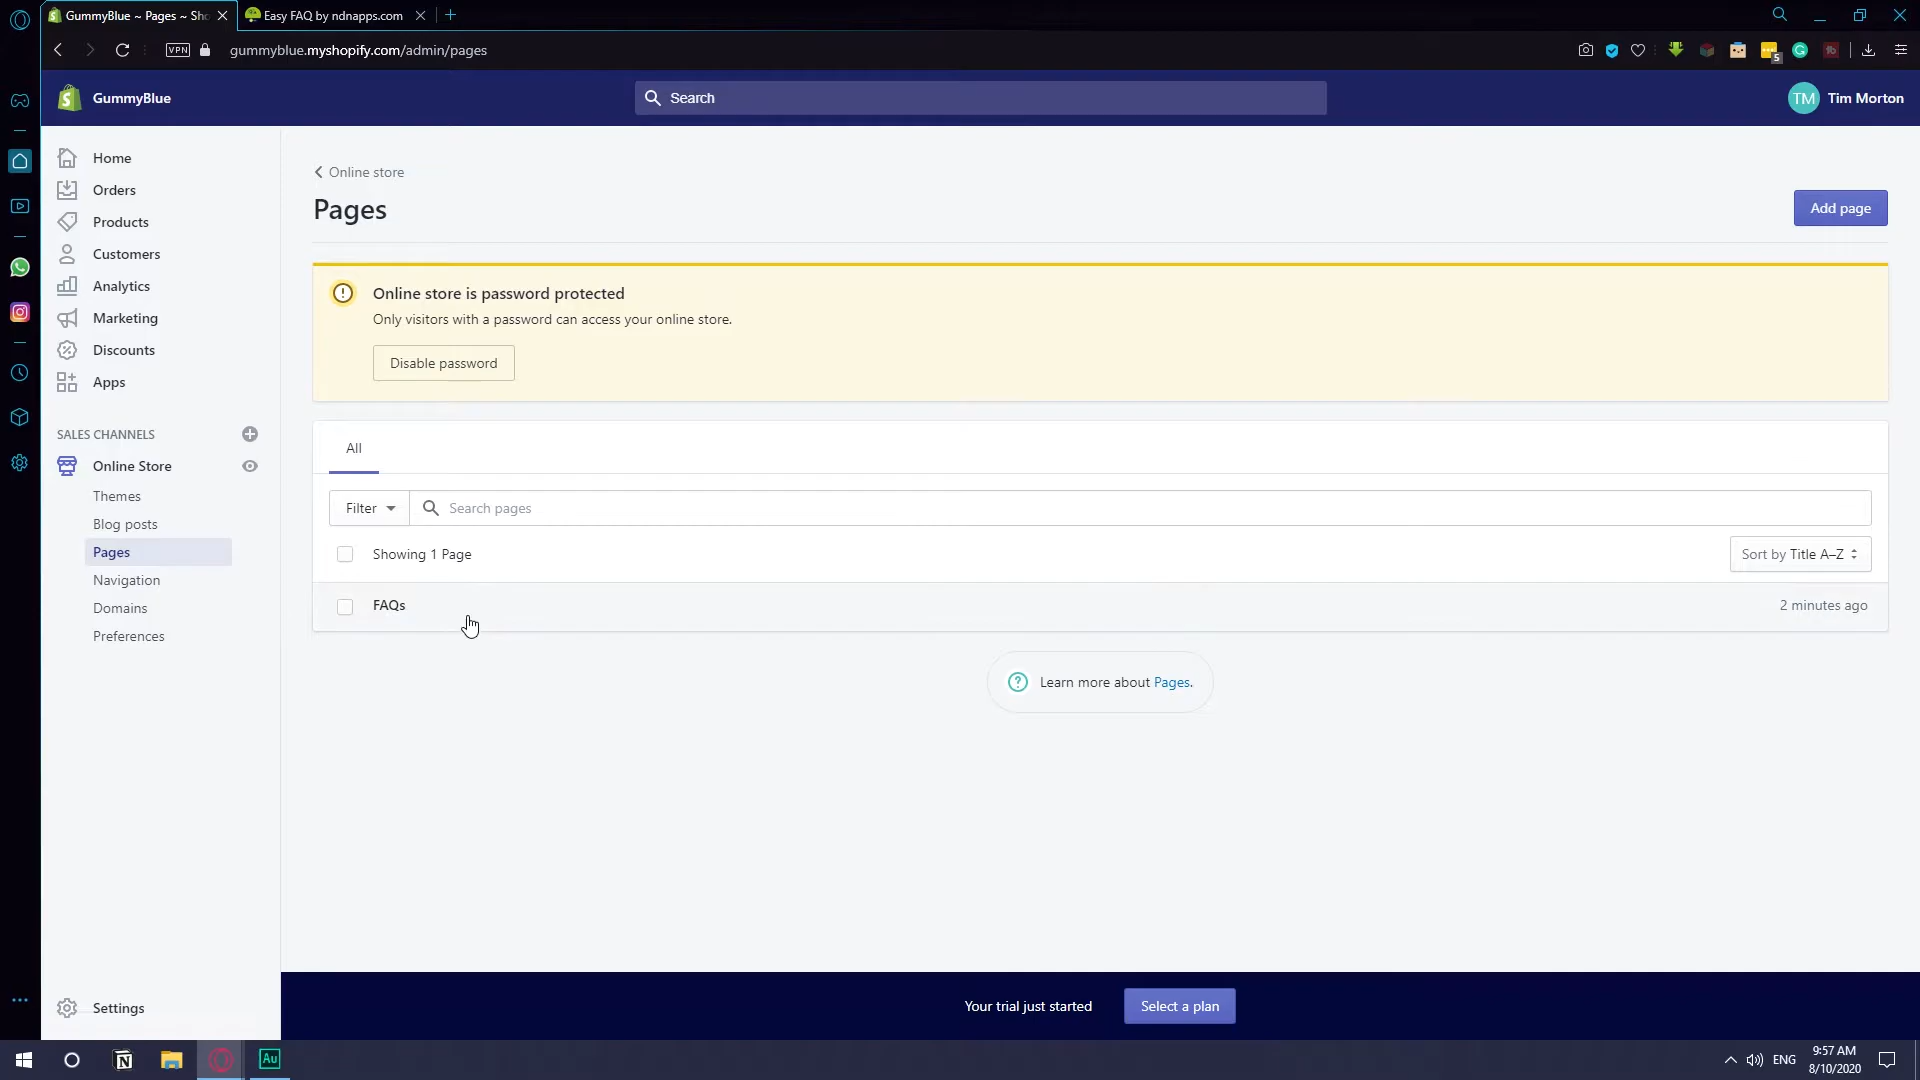 GummyBlue ~ Pages ~ Sho
Easy FAQ by ndnapps.com
VPN
gummyblue.myshopify.com/admin/pages
5
GummyBlue
Search
TM
Tim Morton
Home
Orders
Products
Customers
Analytics
Marketing
Discounts
Apps
SALES CHANNELS
Online Store
Themes
Blog posts
Pages
Navigation
Domains
Preferences
Settings
Online store
Pages
Add page
Online store is password protected
Only visitors with a password can access your online store.
Disable password
All
Filter
Search pages
Showing 1 Page
Sort by Title A–Z
FAQs
2 minutes ago
Learn more about Pages.
Your trial just started
Select a plan
Au
ENG
9:57 AM
8/10/2020